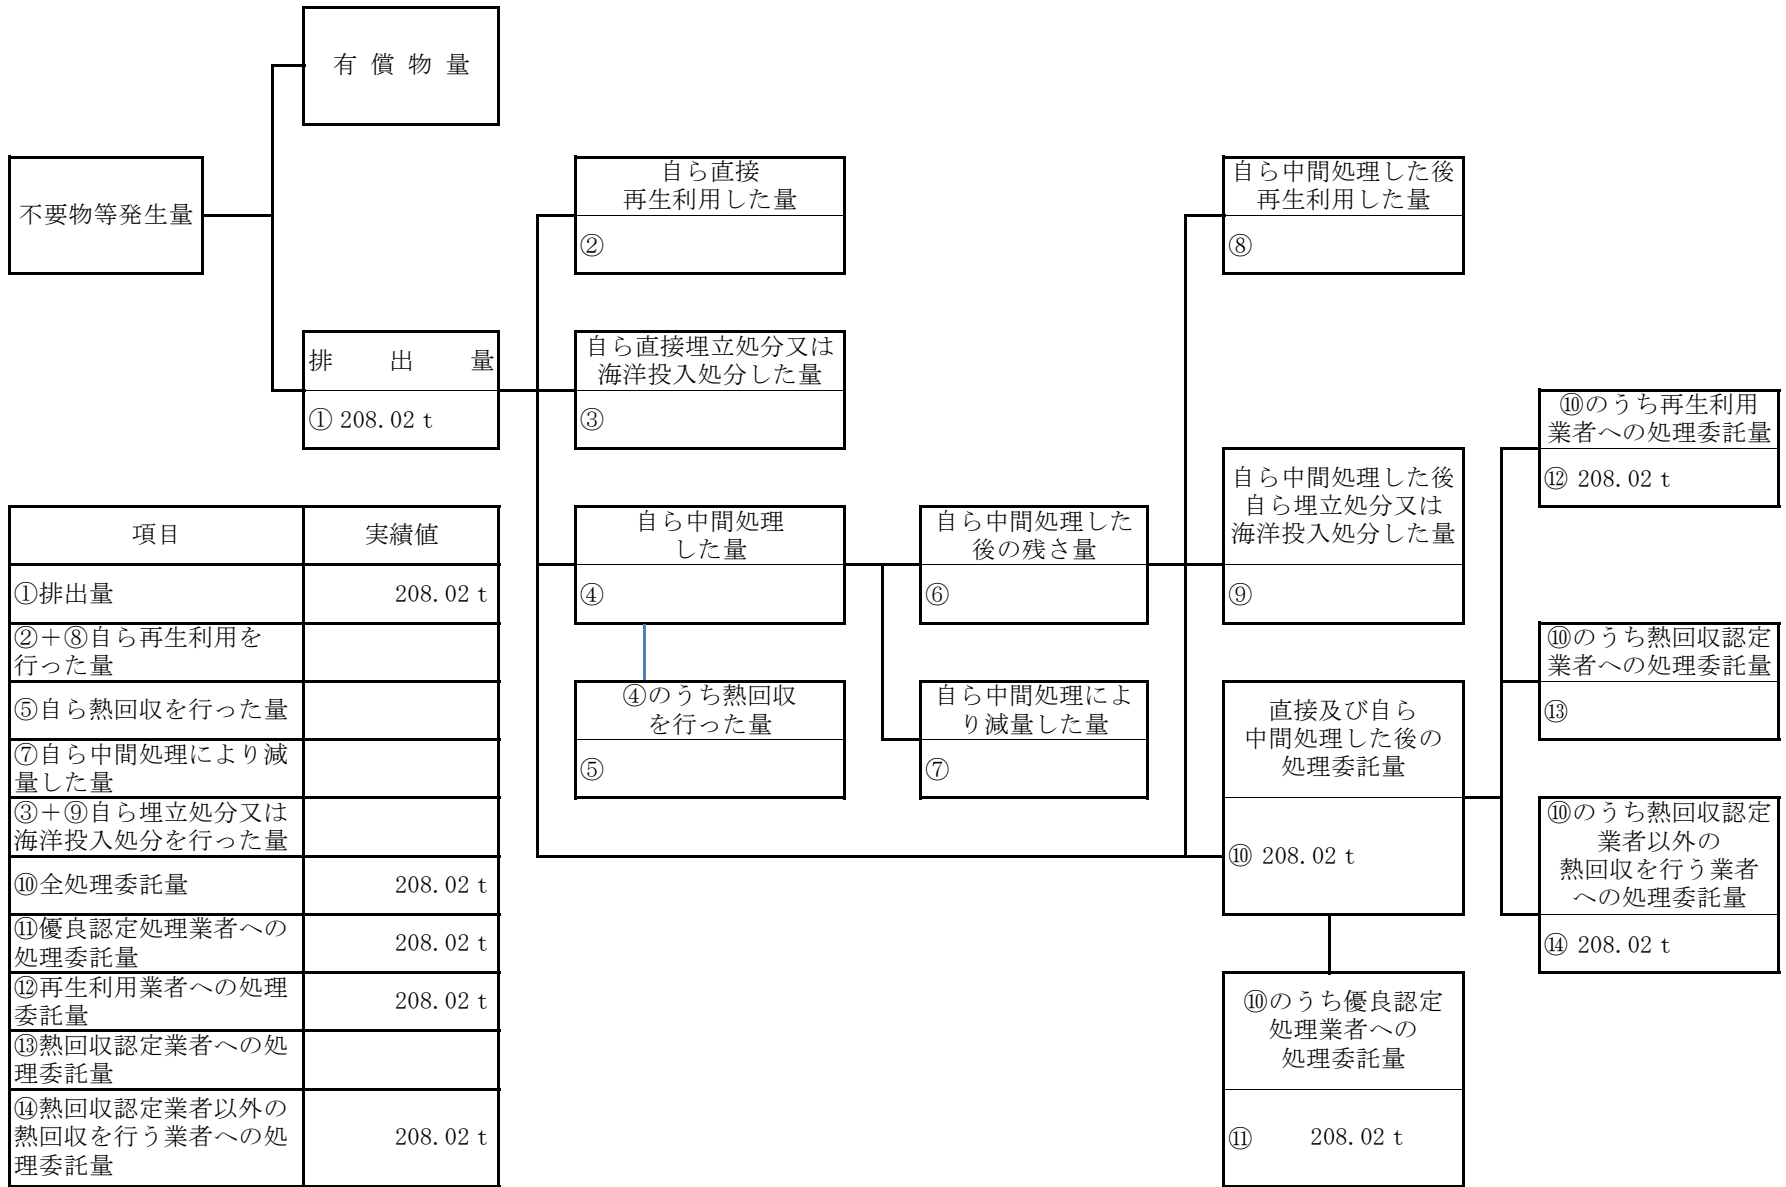 有償物量
不要物等発生量
自ら直接
再生利用した量
②
自ら中間処理した後
再生利用した量
⑧
排出量
① 208.02 t
自ら直接埋立処分又は
海洋投入処分した量
③
⑩のうち再生利用
業者への処理委託量
⑫ 208.02 t
自ら中間処理した後
自ら埋立処分又は
海洋投入処分した量
⑨
自ら中間処理
した量
④
自ら中間処理した
後の残さ量
⑥
⑩のうち熱回収認定
業者への処理委託量
⑬
④のうち熱回収
を行った量
⑤
自ら中間処理によ
り減量した量
⑦
直接及び自ら
中間処理した後の
処理委託量
⑩ 208.02 t
⑩のうち熱回収認定
業者以外の
熱回収を行う業者
への処理委託量
⑭ 208.02 t
⑩のうち優良認定
処理業者への
処理委託量
⑪ 208.02 t
項目 実績値
①排出量 208.02 t
②＋⑧自ら再生利用を
行った量
⑤自ら熱回収を行った量
⑦自ら中間処理により減
量した量
③＋⑨自ら埋立処分又は
海洋投入処分を行った量
⑩全処理委託量 208.02 t
⑪優良認定処理業者への
処理委託量 208.02 t
⑫再生利用業者への処理
委託量 208.02 t
⑬熱回収認定業者への処
理委託量
⑭熱回収認定業者以外の
熱回収を行う業者への処 208.02 t
理委託量